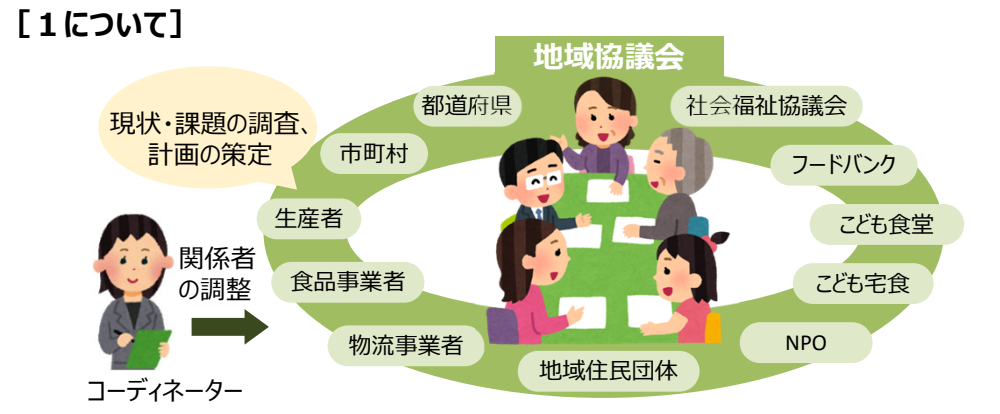 [１について]
地域協議会
都道府県
社会福祉協議会
現状・課題の調査、
計画の策定
市町村
フードバンク
生産者
こども食堂
関係者
の調整
食品事業者
こども宅食
物流事業者
NPO
地域住民団体
コーディネーター